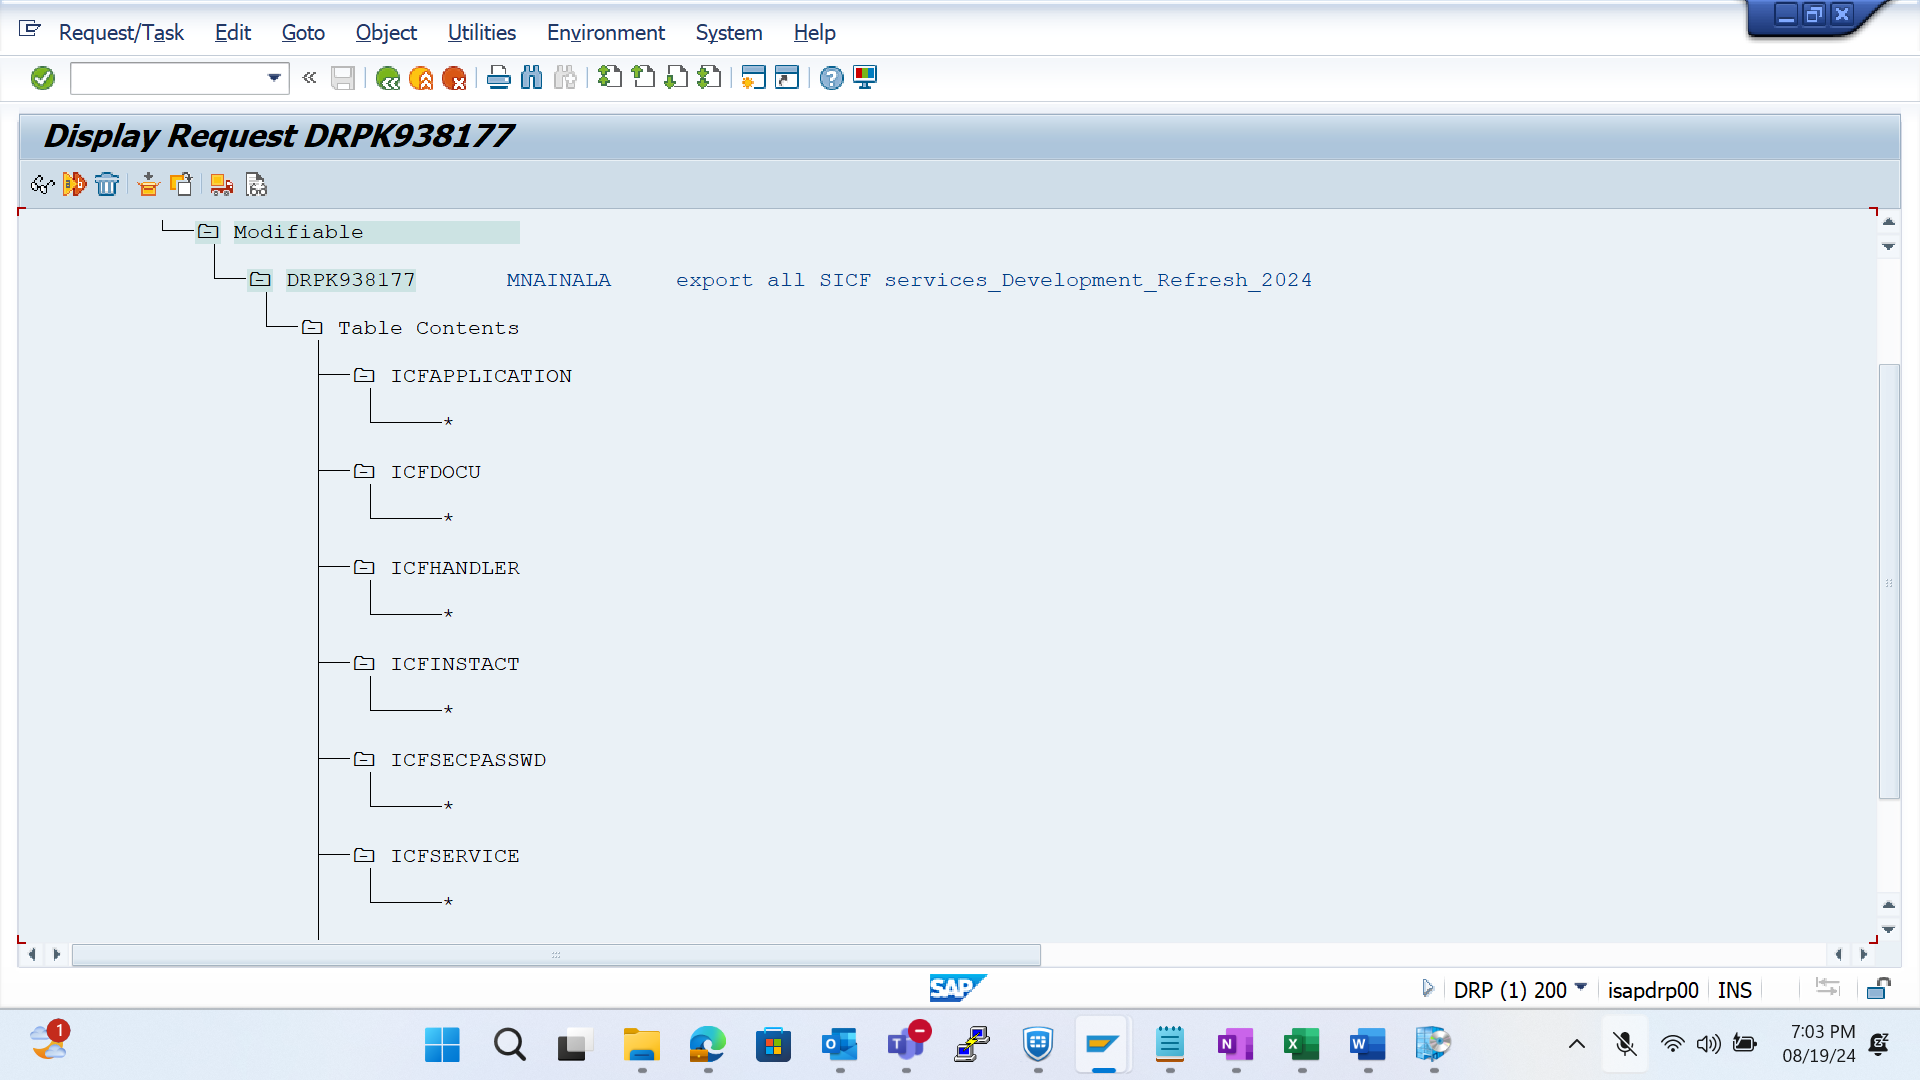 Request/Task Edit Goto Object Utilities Environment System Help
Display Request DRPK938177
Modifiable
DRPK938177 MNAINALA export all SICF services_Development_Refresh_2024
Table Contents
ICFAPPLICATION
*
ICFDOCU
*
ICFHANDLER
*
ICFINSTACT
*
ICFSECPASSWD
*
ICFSERVICE
*
SAP DRP (1) 200 isapdrp00 INS
1
7:03 PM
08/19/24